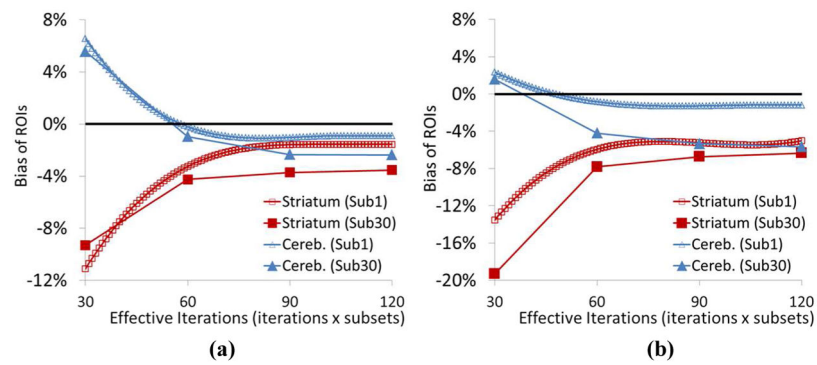 8%
4%
0%
-4%
-8%
-12%
Bias of ROIs
Striatum (Sub1)
Striatum (Sub30)
Cereb. (Sub1)
Cereb. (Sub30)
30 60 90 120
Effective Iterations (iterations x subsets)
(a)
8%
4%
0%
-4%
-8%
-12%
-16%
-20%
Bias of ROIs
Striatum (Sub1)
Striatum (Sub30)
Cereb. (Sub1)
Cereb. (Sub30)
30 60 90 120
Effective Iterations (iterations x subsets)
(b)